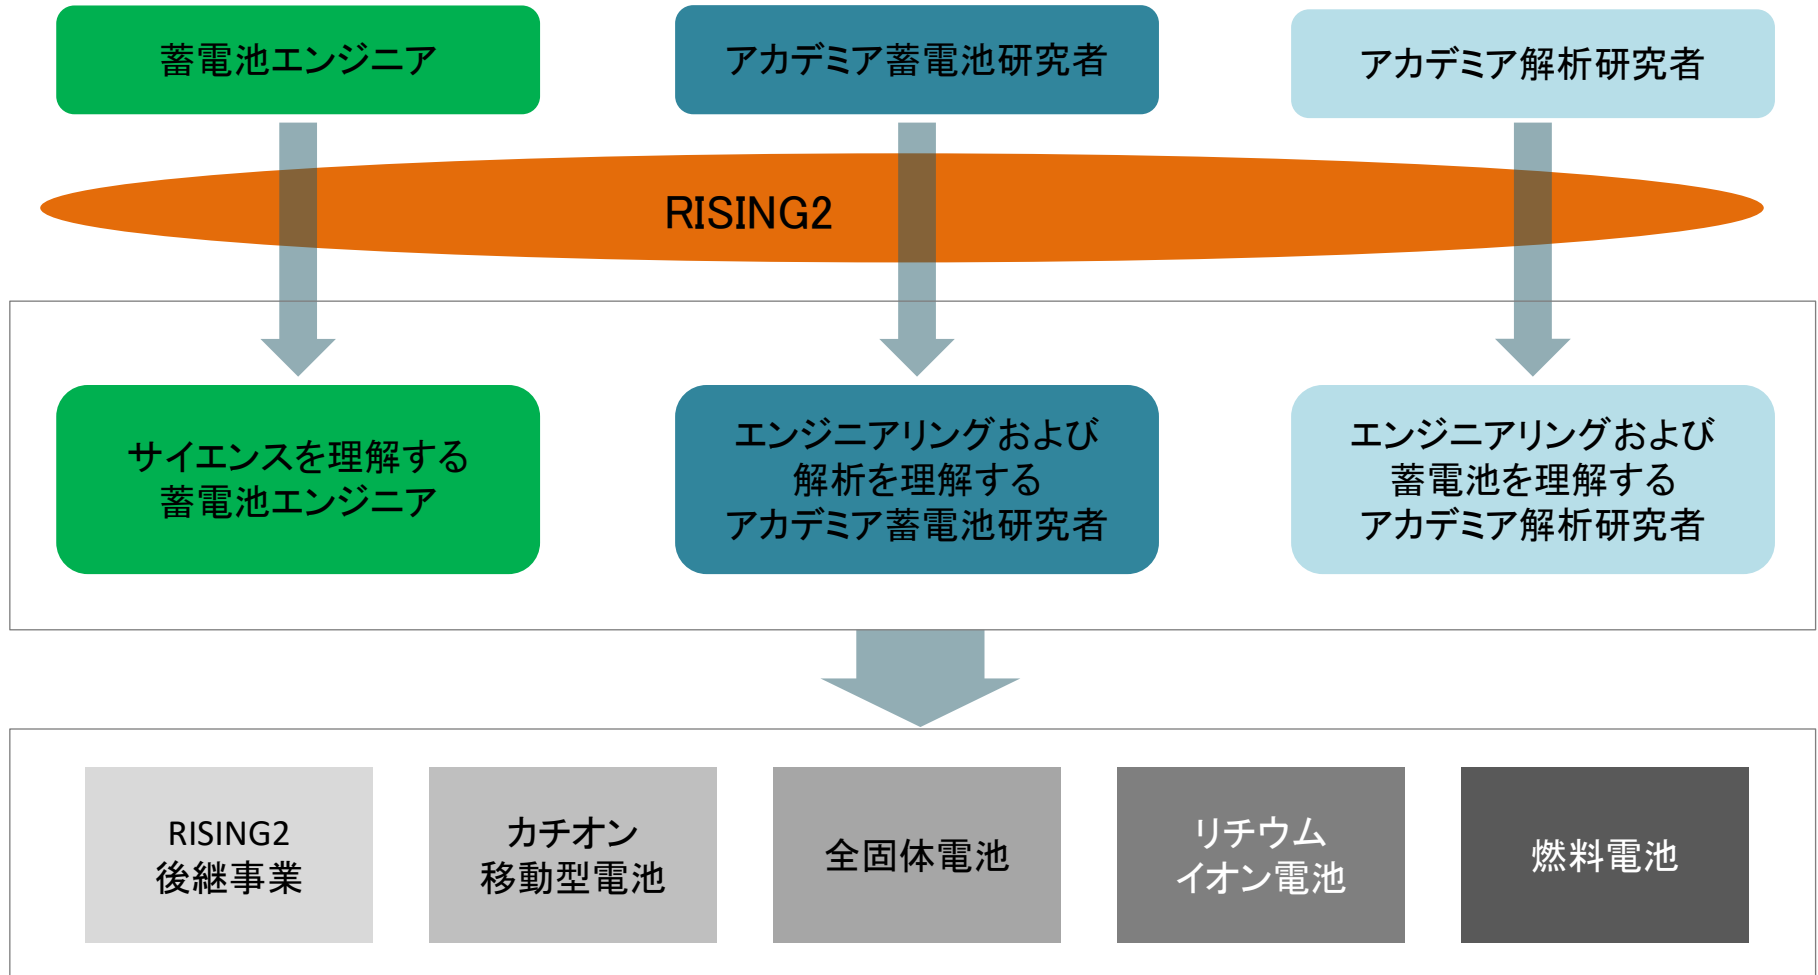 蓄電池エンジニア
アカデミア蓄電池研究者
アカデミア解析研究者
RISING2
サイエンスを理解する
蓄電池エンジニア
エンジニアリングおよび
解析を理解する
アカデミア蓄電池研究者
エンジニアリングおよび
蓄電池を理解する
アカデミア解析研究者
RISING2
後継事業
カチオン
移動型電池
全固体電池
リチウム
イオン電池
燃料電池